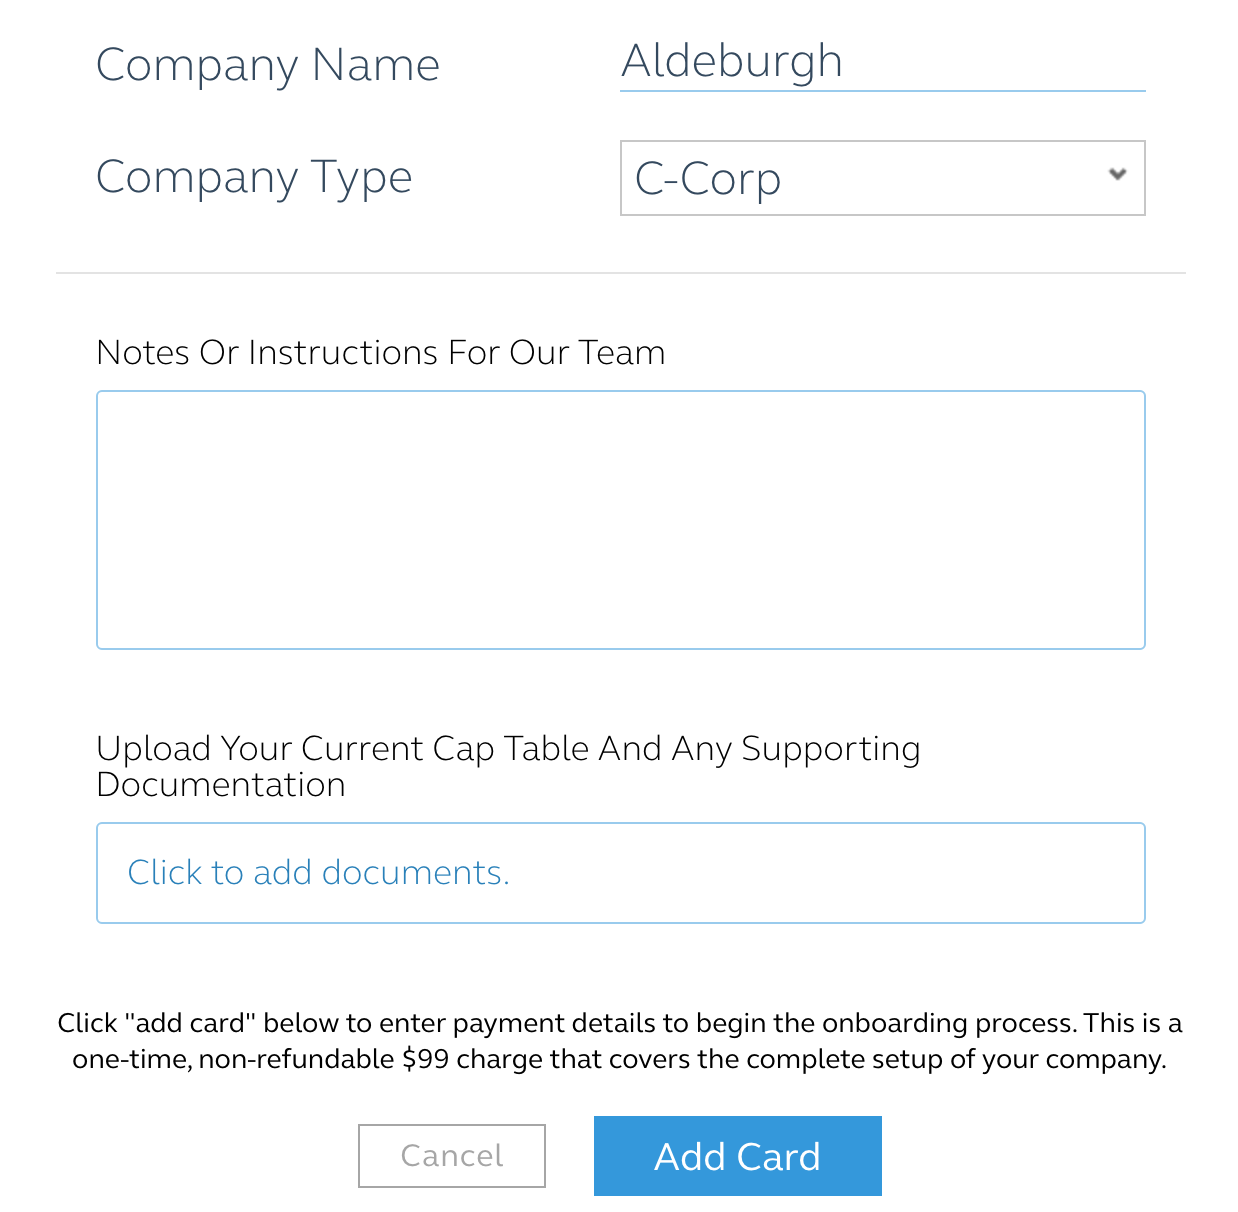 Company Name Aldeburgh
Company Type C-Corp
Notes Or Instructions For Our Team
Upload Your Current Cap Table And Any Supporting
Documentation
Click to add documents.
Click "add card" below to enter payment details to begin the onboarding process. This is a
one-time, non-refundable $99 charge that covers the complete setup of your company.
Cancel Add Card